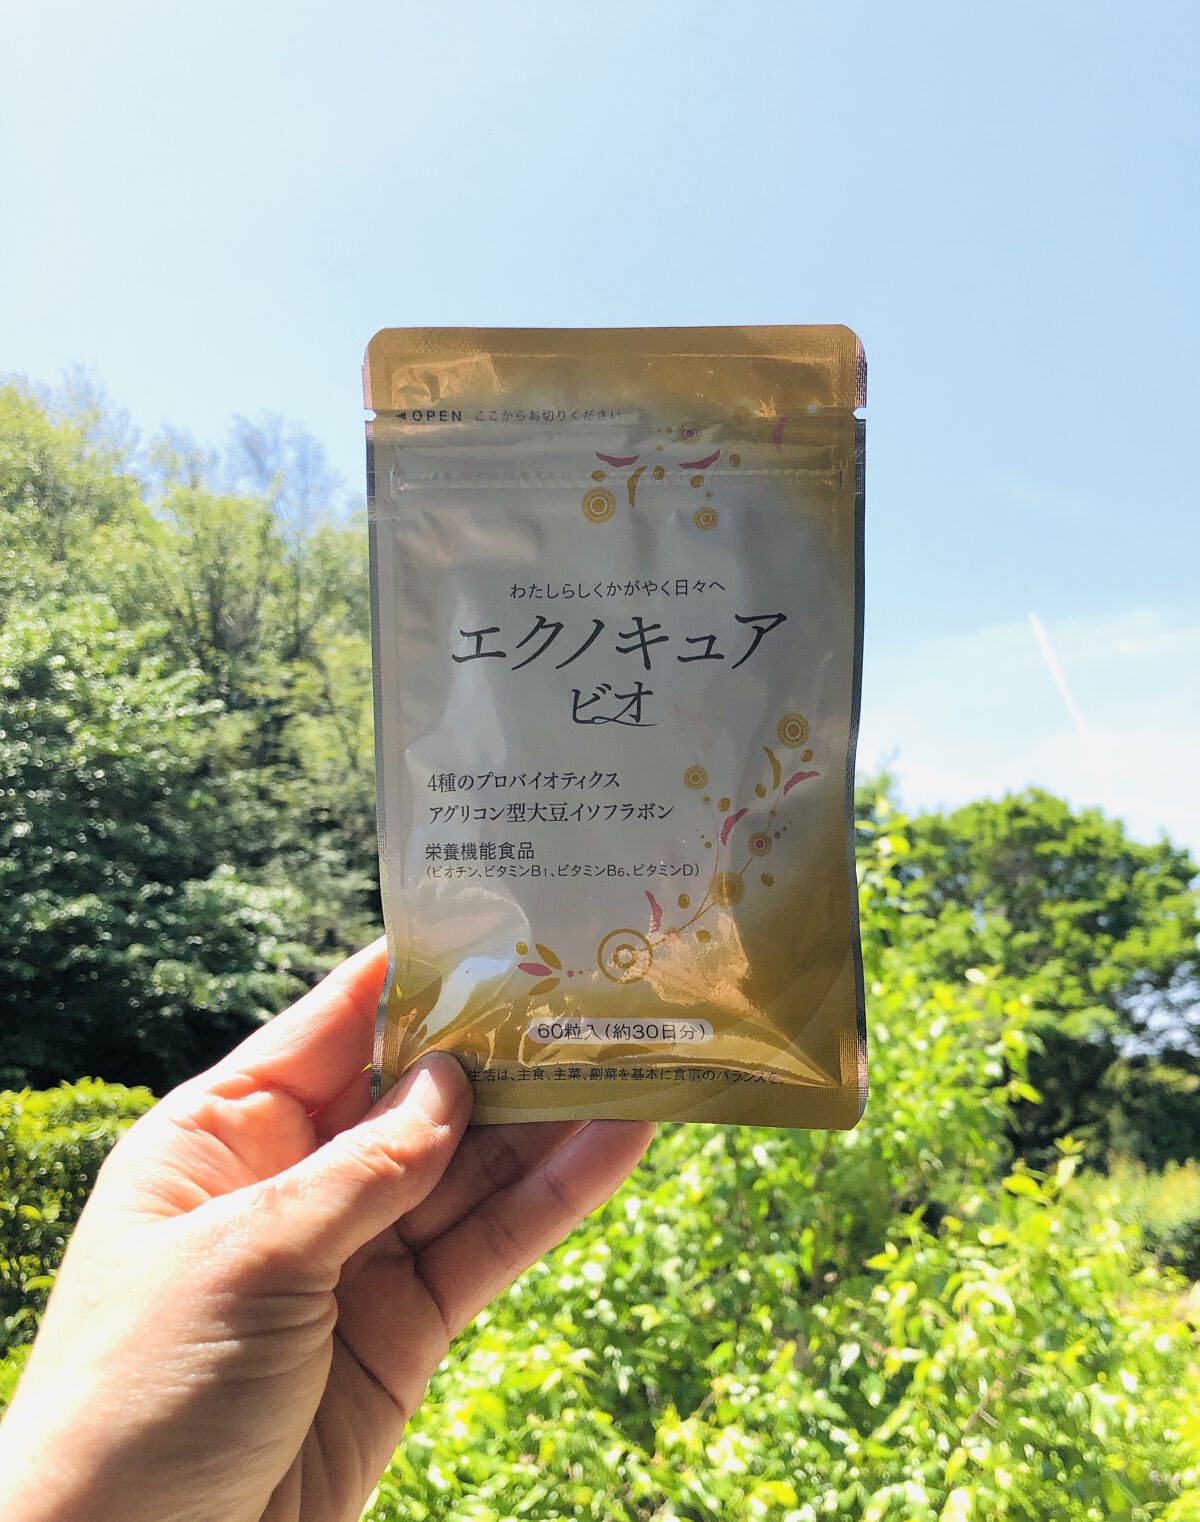 ◀OPEN ここからお切りください
わたしらしくかがやく日々へ
エクノキュア
ビオ
4種のプロバイオティクス
アグリコン型大豆イソフラボン
栄養機能食品
(ビオチン、ビタミンB1、ビタミンB6、ビタミンD)
60粒入(約30日分)
生活は、主食、主菜、副菜を基本に食事のバランスを。